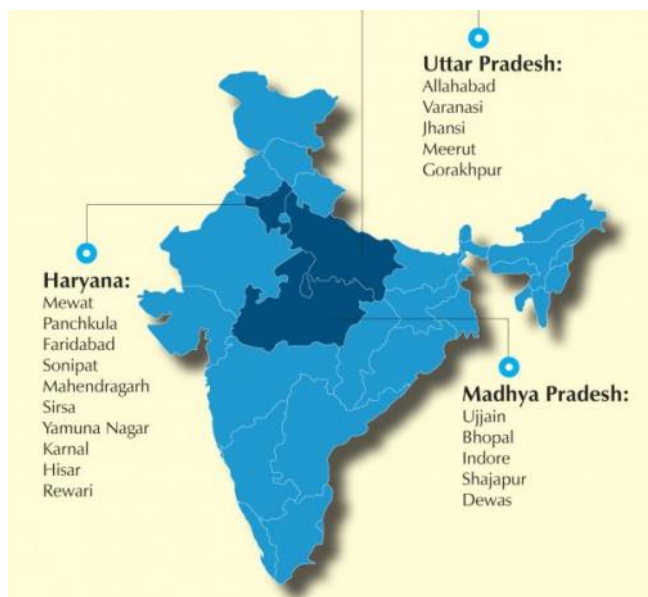 Uttar Pradesh:
Allahabad
Varanasi
Jhansi
Meerut
Gorakhpur
Haryana:
Mewat
Panchkula
Faridabad
Sonipat
Mahendragarh
Sirsa
Yamuna Nagar
Karnal
Hisar
Rewari
Madhya Pradesh:
Ujjain
Bhopal
Indore
Shajapur
Dewas